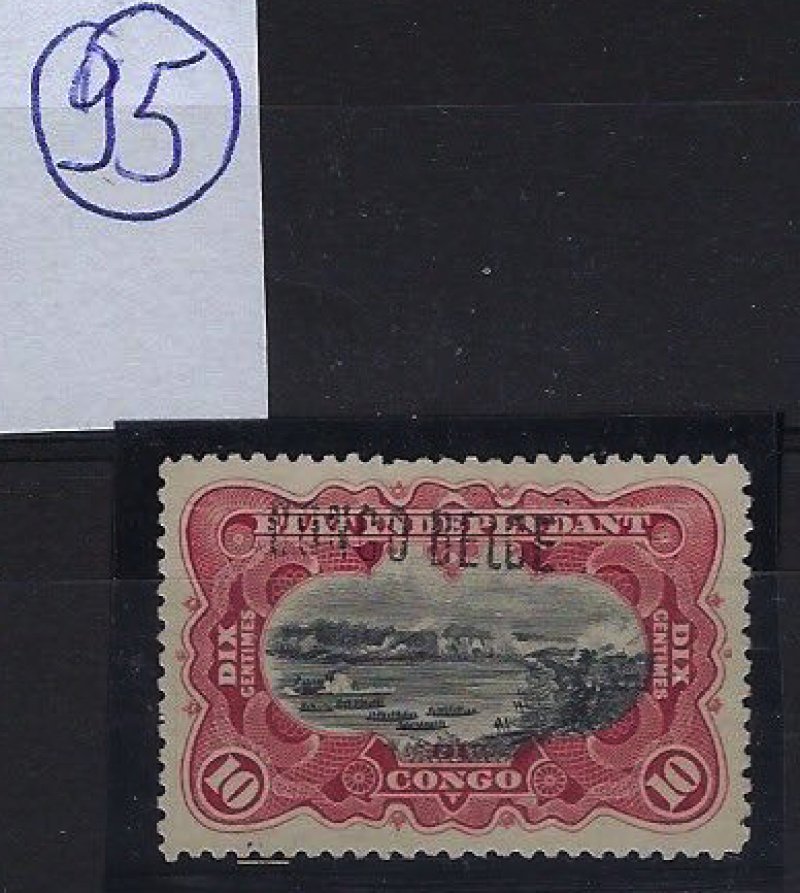 95
CONGO BELGE
ETAT INDEPENDANT
DIX
CENTIMES
DIX
CENTIMES
10
CONGO
10